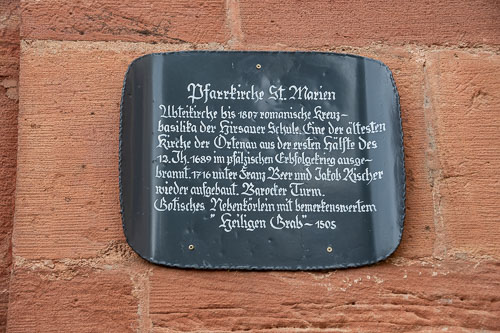 Pfarrkirche St. Marien
Abteikirche bis 1807 romanische Kreuz-
basilika der Hirsauer Schule. Eine der ältesten
Kirche der Ortenau aus der ersten Hälfte des
12. Jh. 1689 im pfälzischen Erbfolgekrieg ausge-
brannt. 1716 unter Franz Beer und Jakob Rischer
wieder aufgebaut. Barocker Turm.
Gotisches Nebenkörlein mit bemerkenswertem
"Heiligen Grab" - 1505